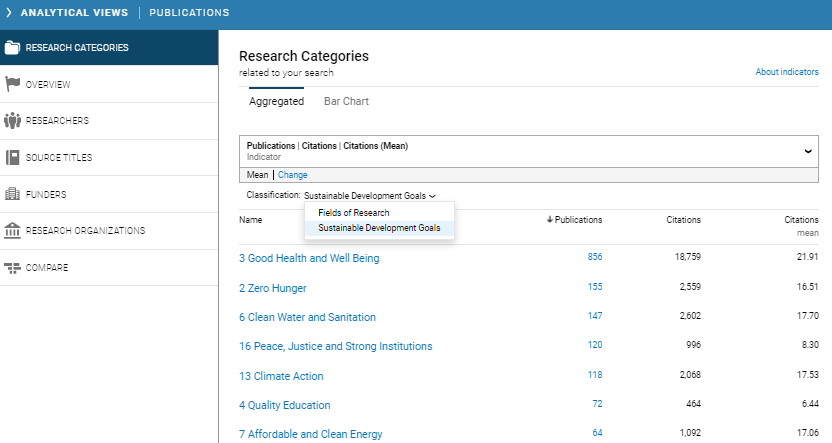 ANALYTICAL VIEWS | PUBLICATIONS
RESEARCH CATEGORIES
OVERVIEW
RESEARCHERS
SOURCE TITLES
FUNDERS
RESEARCH ORGANIZATIONS
COMPARE
Research Categories
related to your search
About indicators
Aggregated Bar Chart
Publications | Citations | Citations (Mean)
Indicator
Mean | Change
Classification: Sustainable Development Goals
Fields of Research
Sustainable Development Goals
Name Publications Citations Citations
mean
3 Good Health and Well Being 856 18,759 21.91
2 Zero Hunger 155 2,559 16.51
6 Clean Water and Sanitation 147 2,602 17.70
16 Peace, Justice and Strong Institutions 120 996 8.30
13 Climate Action 118 2,068 17.53
4 Quality Education 72 464 6.44
7 Affordable and Clean Energy 64 1,092 17.06